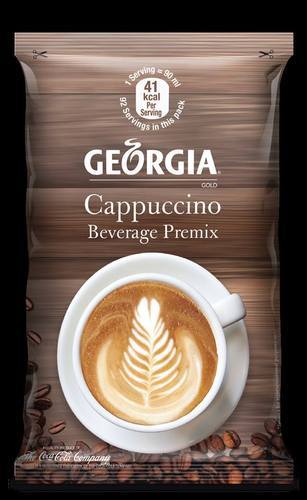 1 Serving = 90 ml
41
kcal
Per
Serving
92 Servings in this pack
GEORGIA
GOLD
Cappuccino
Beverage Premix
The Coca-Cola Company